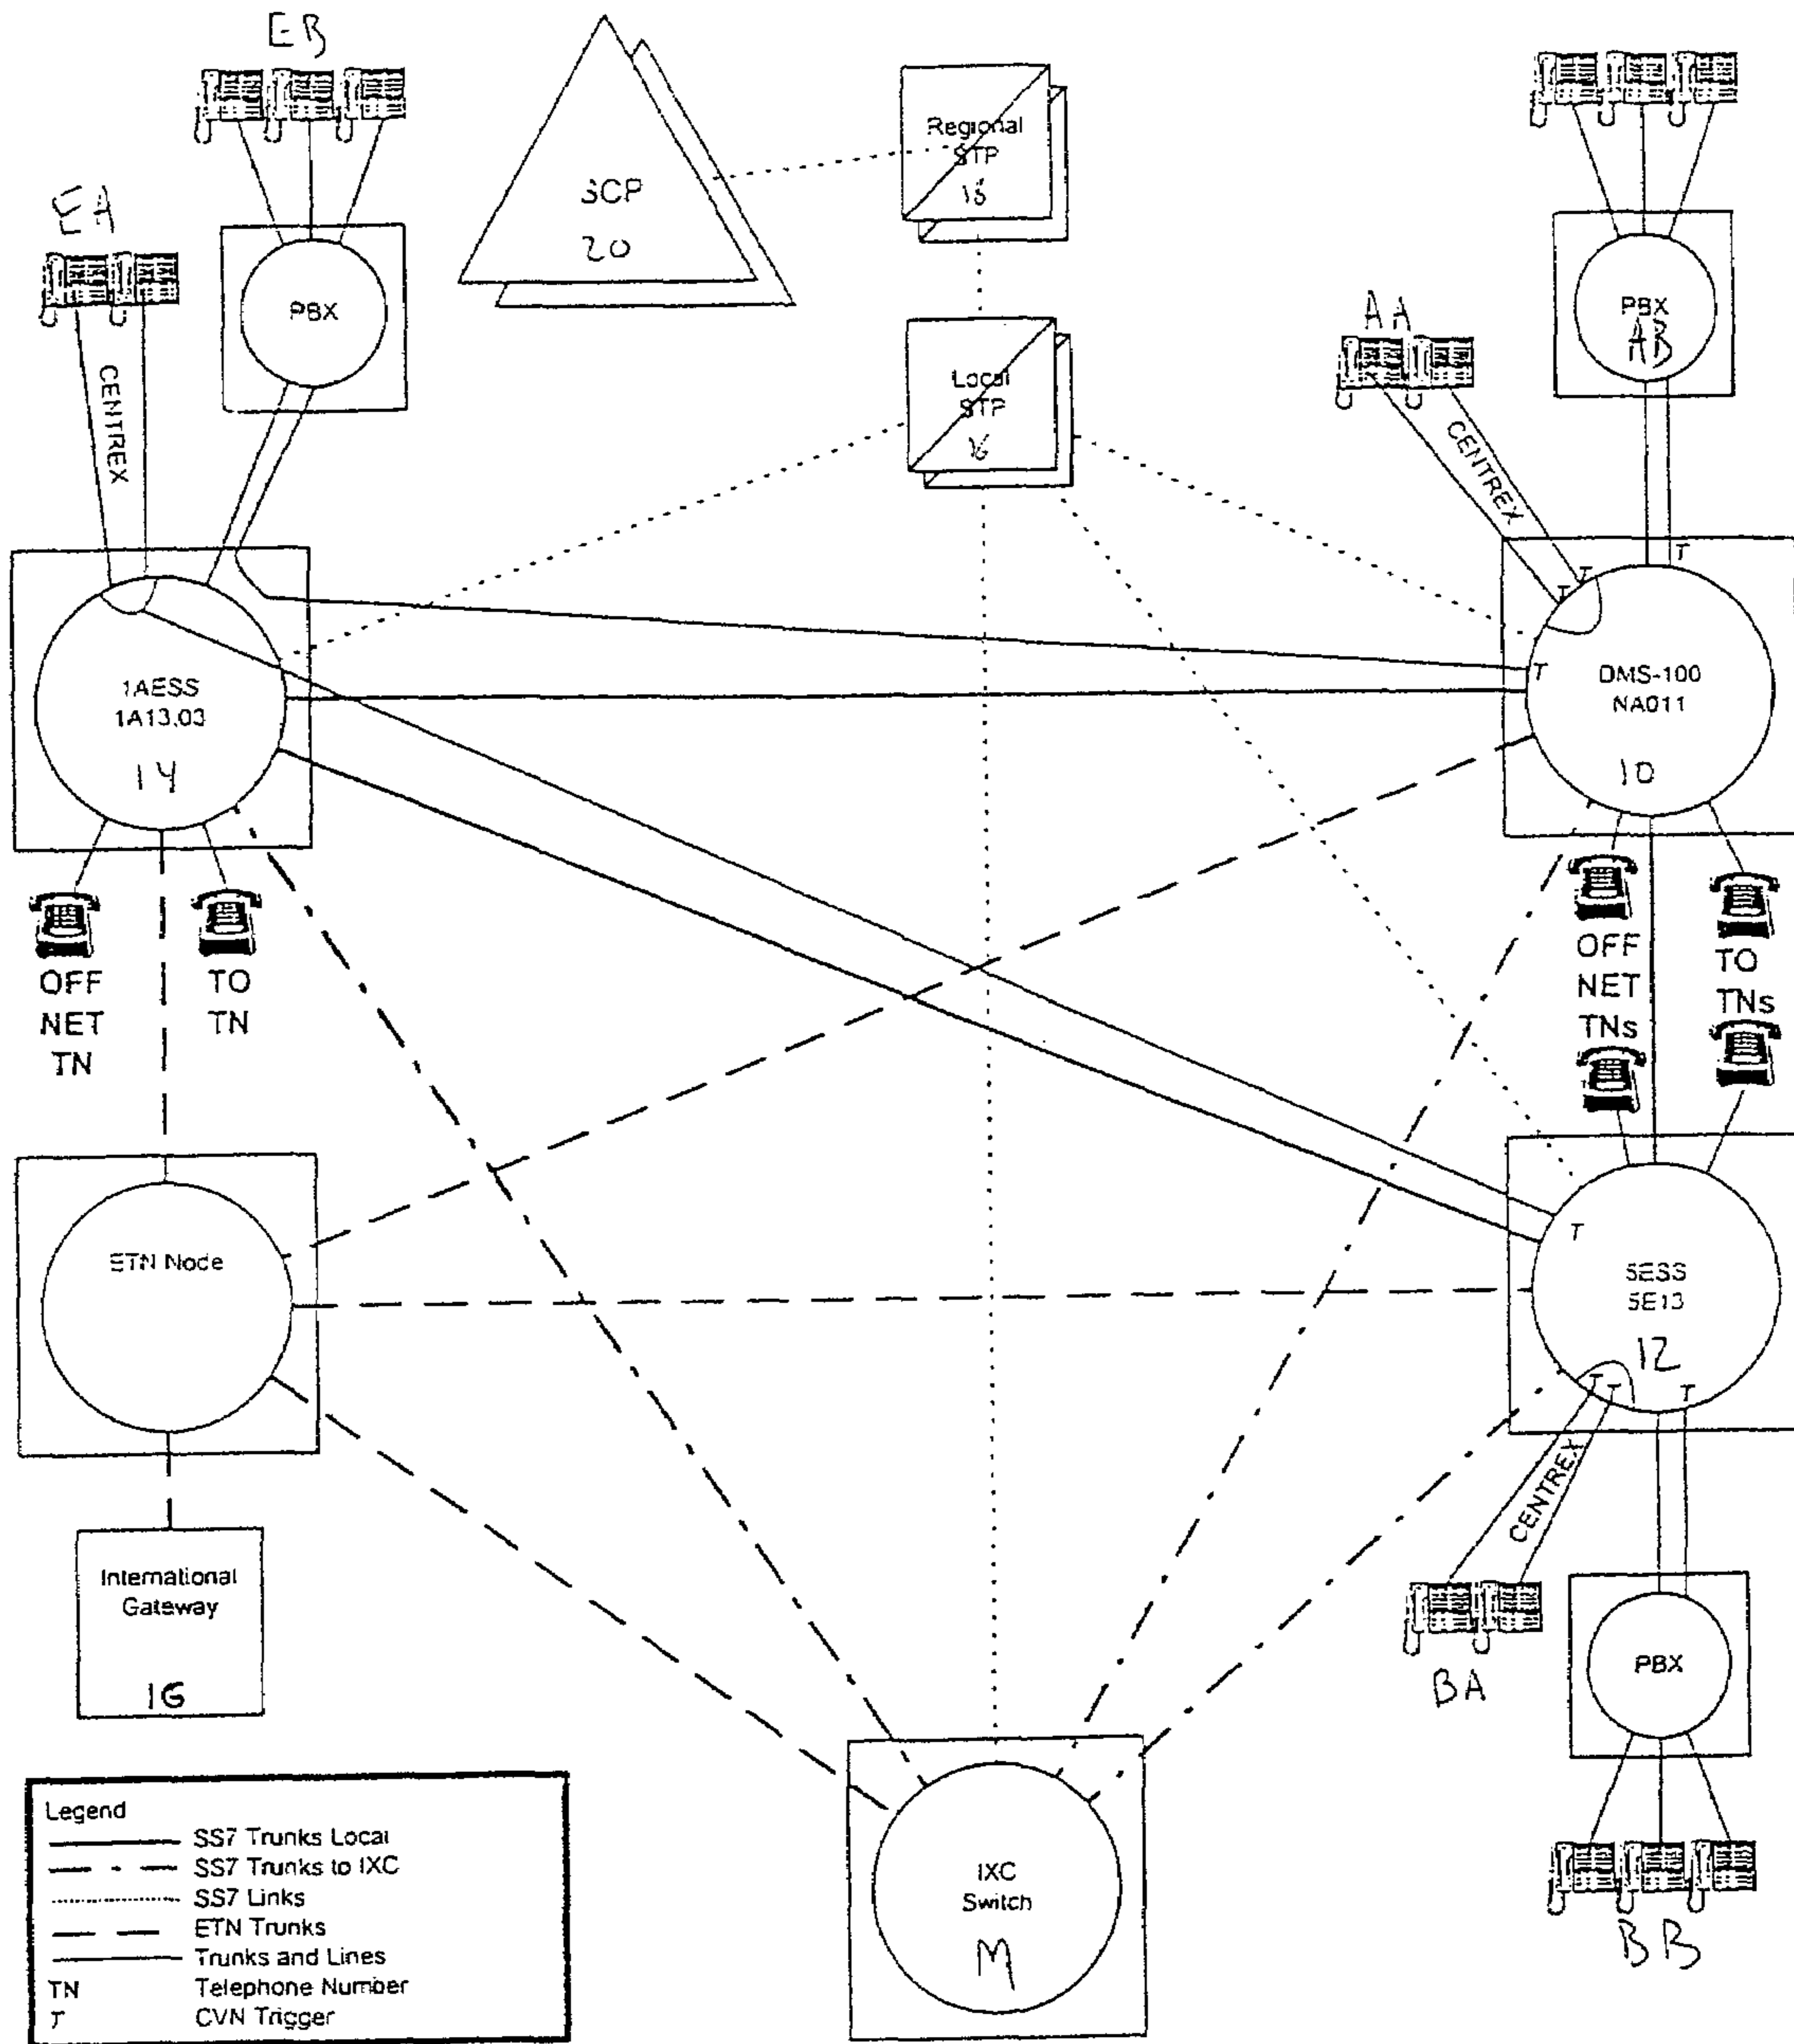 EB
EA
PBX
CENTREX
SCP
20
Regional
STP
18
Local
STP
16
AA
CENTREX
PBX
AB
T
T
T
1AESS
1A13.03
14
T
DMS-100
NA011
10
OFF
NET
TN
TO
TN
OFF
NET
TNs
TO
TNs
ETN Node
T
5ESS
5E13
12
T
T
T
CENTREX
BA
PBX
BB
International
Gateway
16
IXC
Switch
M
Legend
SS7 Trunks Local
SS7 Trunks to IXC
SS7 Links
ETN Trunks
Trunks and Lines
TN Telephone Number
T CVN Trigger